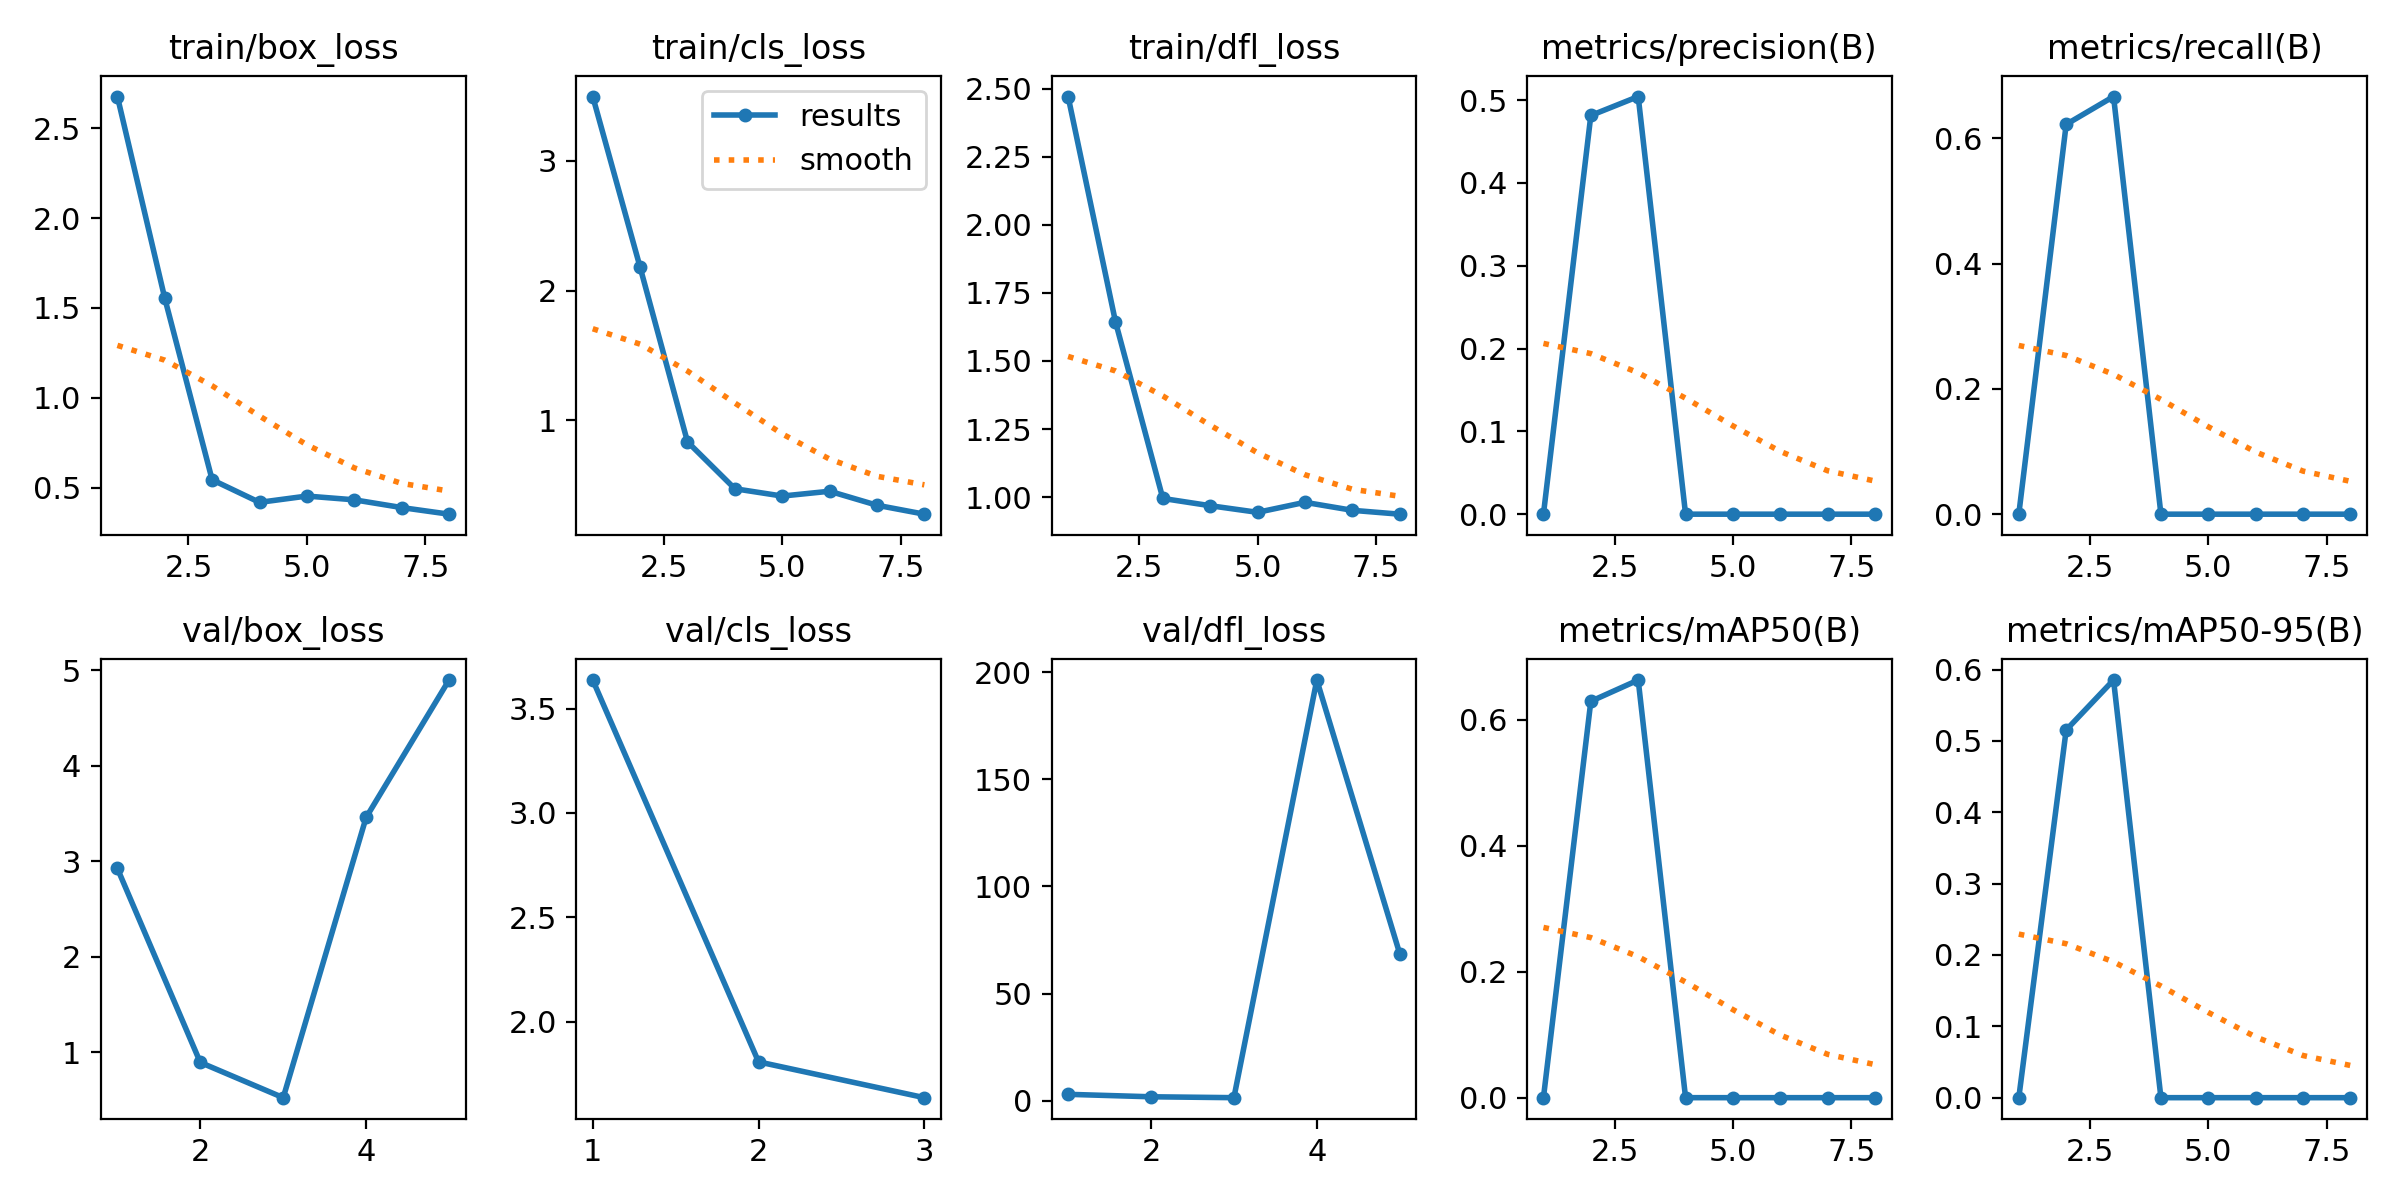 train/box_loss
2.5
2.0
1.5
1.0
0.5
2.5 5.0 7.5
train/cls_loss
results
smooth
3
2
1
2.5 5.0 7.5
train/dfl_loss
2.50
2.25
2.00
1.75
1.50
1.25
1.00
2.5 5.0 7.5
metrics/precision(B)
0.5
0.4
0.3
0.2
0.1
0.0
2.5 5.0 7.5
metrics/recall(B)
0.6
0.4
0.2
0.0
2.5 5.0 7.5
val/box_loss
5
4
3
2
1
2 4
val/cls_loss
3.5
3.0
2.5
2.0
1 2 3
val/dfl_loss
200
150
100
50
0
2 4
metrics/mAP50(B)
0.6
0.4
0.2
0.0
2.5 5.0 7.5
metrics/mAP50-95(B)
0.6
0.5
0.4
0.3
0.2
0.1
0.0
2.5 5.0 7.5